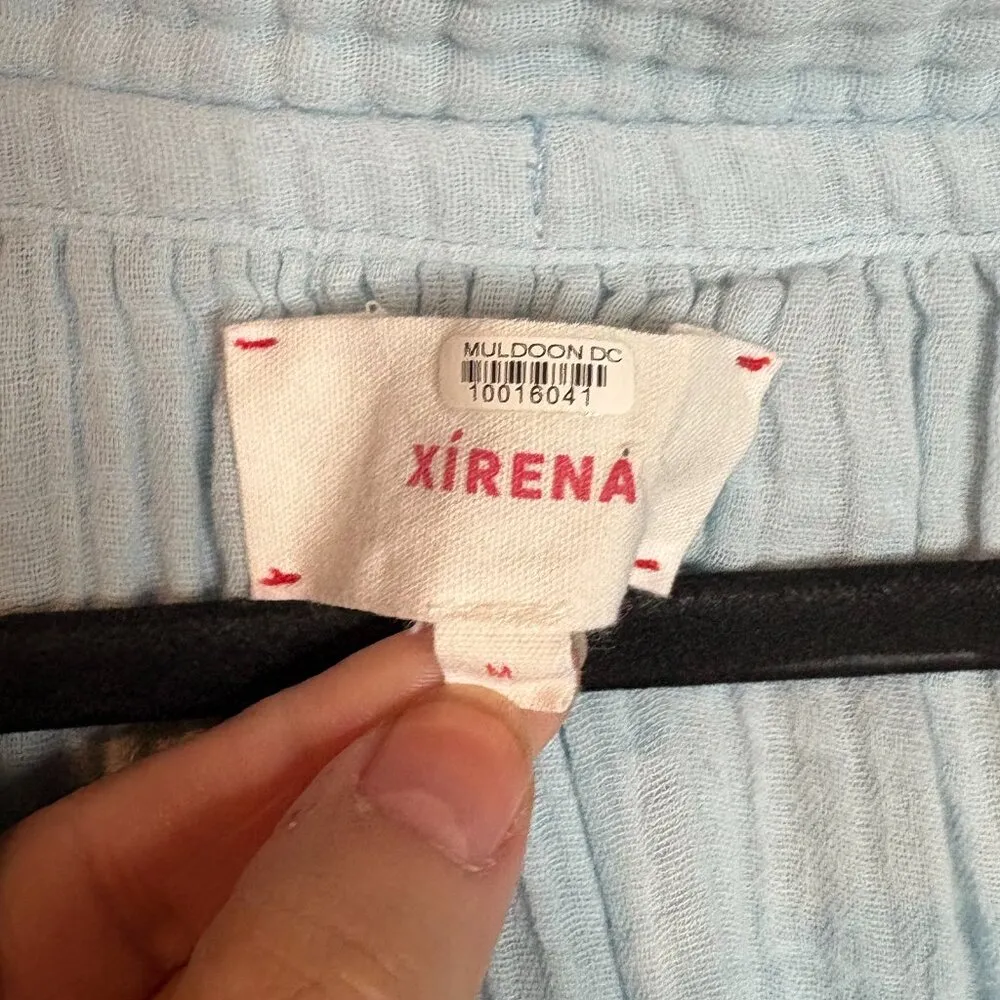 MULDOON DC
10016041
XÍRENA
M